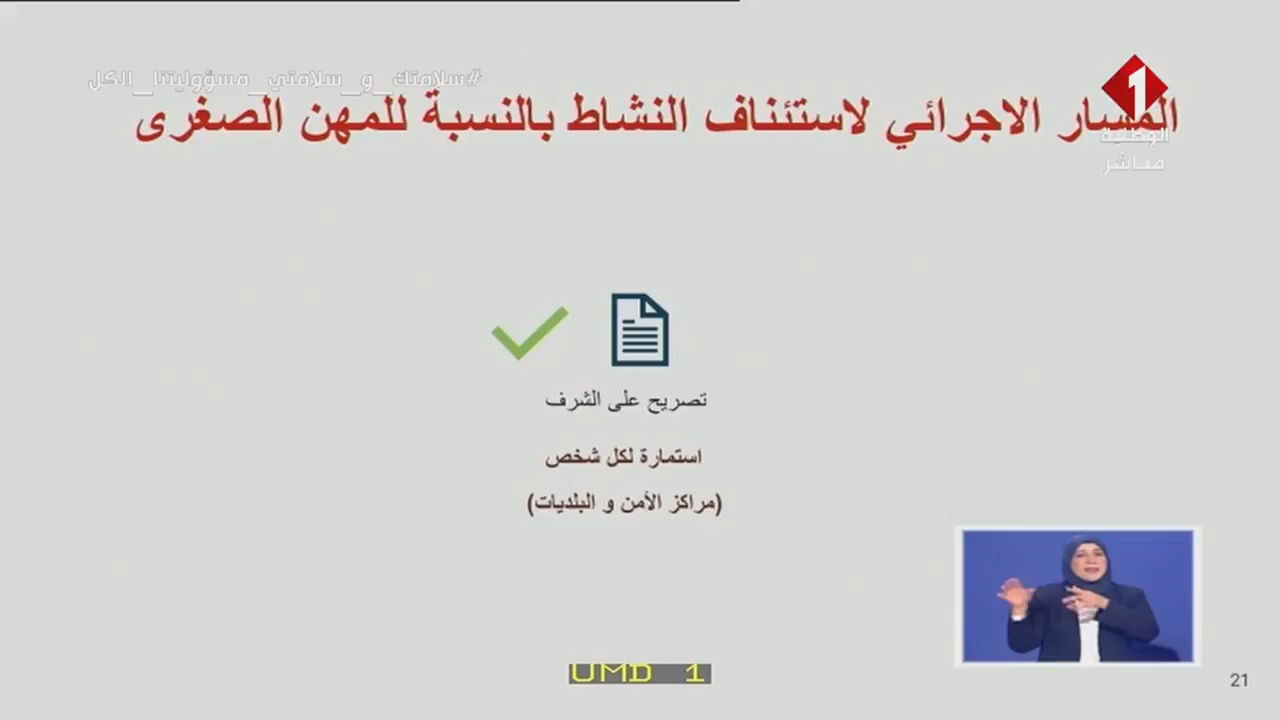 #سلامتك_و_سلامتي_مسؤوليتنا_الكل
1
الوطنية
مباشر
المسار الاجرائي لاستئناف النشاط بالنسبة للمهن الصغرى
تصريح على الشرف
استمارة لكل شخص
(مراكز الأمن و البلديات)
UMD 1
21